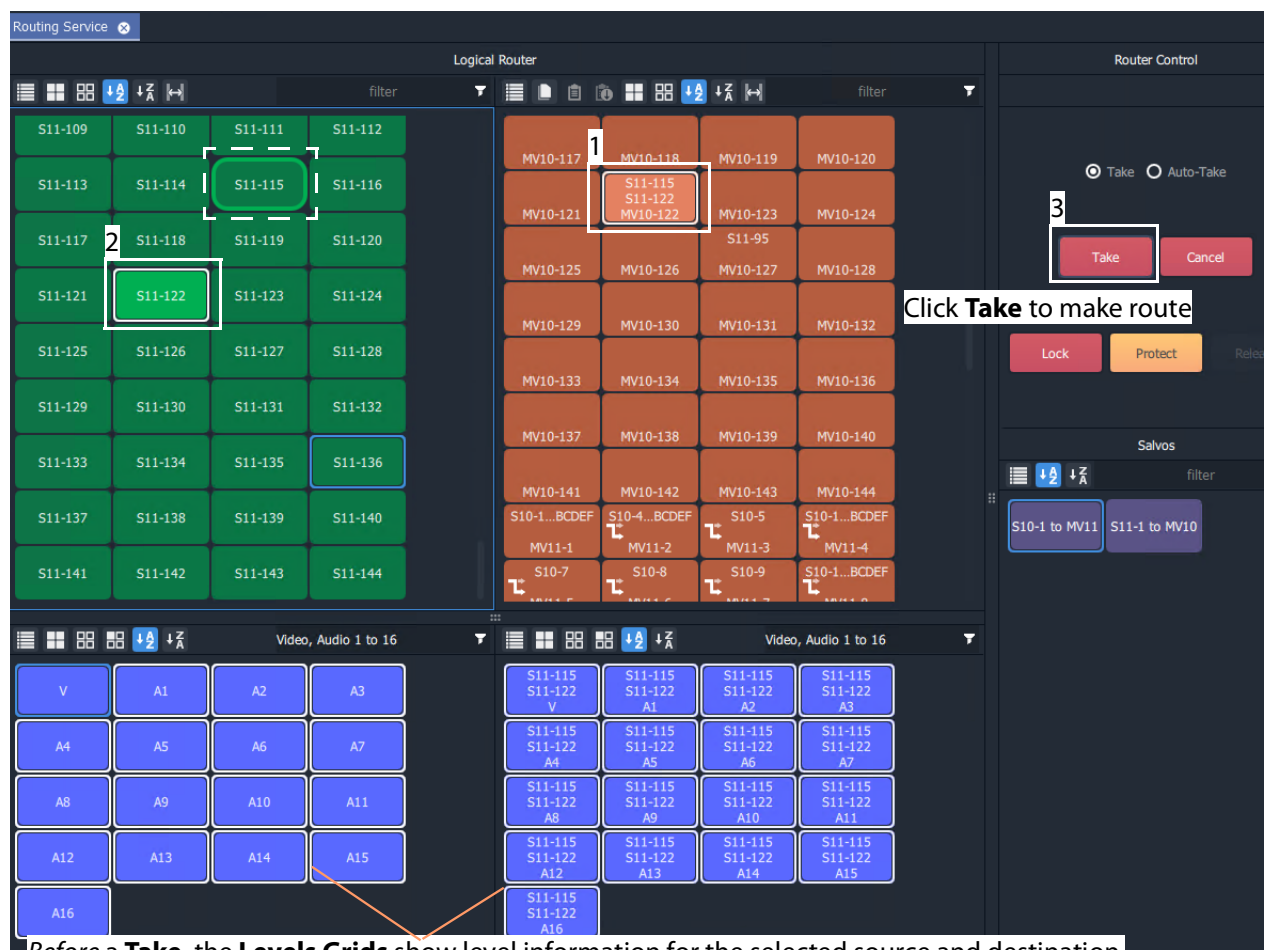 Routing Service
Logical Router
Router Control
filter
filter
S11-109 S11-110 S11-111 S11-112
S11-113 S11-114 S11-115 S11-116
S11-117 2 S11-118 S11-119 S11-120
S11-121 S11-122 S11-123 S11-124
S11-125 S11-126 S11-127 S11-128
S11-129 S11-130 S11-131 S11-132
S11-133 S11-134 S11-135 S11-136
S11-137 S11-138 S11-139 S11-140
S11-141 S11-142 S11-143 S11-144
1
MV10-117 MV10-118 MV10-119 MV10-120
S11-115
S11-122
MV10-121 MV10-122 MV10-123 MV10-124
S11-95
MV10-125 MV10-126 MV10-127 MV10-128
MV10-129 MV10-130 MV10-131 MV10-132
MV10-133 MV10-134 MV10-135 MV10-136
MV10-137 MV10-138 MV10-139 MV10-140
MV10-141 MV10-142 MV10-143 MV10-144
S10-1...BCDEF S10-4...BCDEF S10-5 S10-1...BCDEF
MV11-1 MV11-2 MV11-3 MV11-4
S10-7 S10-8 S10-9 S10-1...BCDEF
Take Auto-Take
3
Take Cancel
Click Take to make route
Lock Protect
Salvos
filter
S10-1 to MV11 S11-1 to MV10
Video, Audio 1 to 16
V A1 A2 A3
A4 A5 A6 A7
A8 A9 A10 A11
A12 A13 A14 A15
A16
Video, Audio 1 to 16
S11-115 S11-115 S11-115 S11-115
S11-122 S11-122 S11-122 S11-122
V A1 A2 A3
S11-115 S11-115 S11-115 S11-115
S11-122 S11-122 S11-122 S11-122
A4 A5 A6 A7
S11-115 S11-115 S11-115 S11-115
S11-122 S11-122 S11-122 S11-122
A8 A9 A10 A11
S11-115 S11-115 S11-115 S11-115
S11-122 S11-122 S11-122 S11-122
A12 A13 A14 A15
S11-115
S11-122
A16
Before a Take, the Levels Grids show level information for the selected source and destination